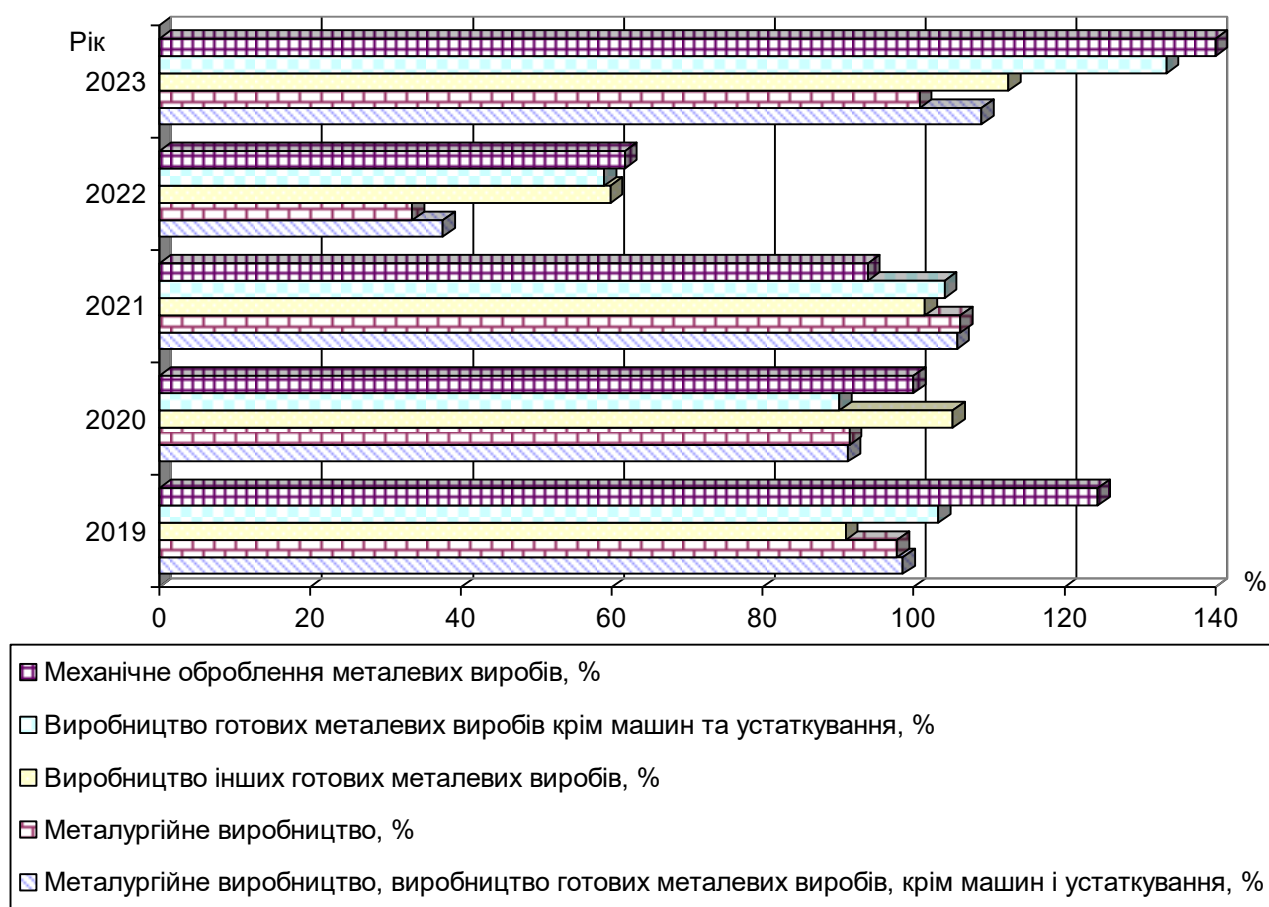 Рік
2023
2022
2021
2020
2019
%
0 20 40 60 80 100 120 140
Механічне оброблення металевих виробів, %
Виробництво готових металевих виробів крім машин та устаткування, %
Виробництво інших готових металевих виробів, %
Металургійне виробництво, %
Металургійне виробництво, виробництво готових металевих виробів, крім машин і устаткування, %